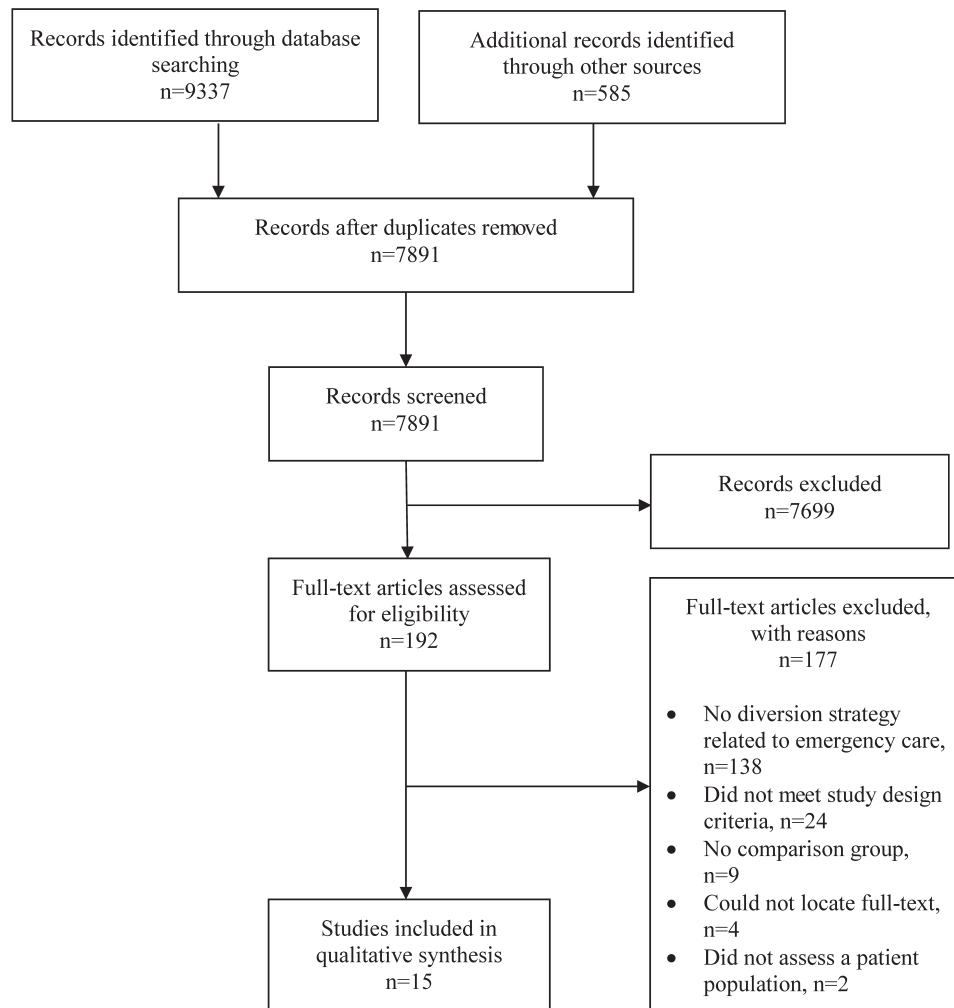 Records identified through database
searching
n=9337
Additional records identified
through other sources
n=585
Records after duplicates removed
n=7891
Records screened
n=7891
Records excluded
n=7699
Full-text articles assessed
for eligibility
n=192
Full-text articles excluded,
with reasons
n=177
• No diversion strategy
related to emergency care,
n=138
• Did not meet study design
criteria, n=24
• No comparison group,
n=9
• Could not locate full-text,
n=4
• Did not assess a patient
population, n=2
Studies included in
qualitative synthesis
n=15